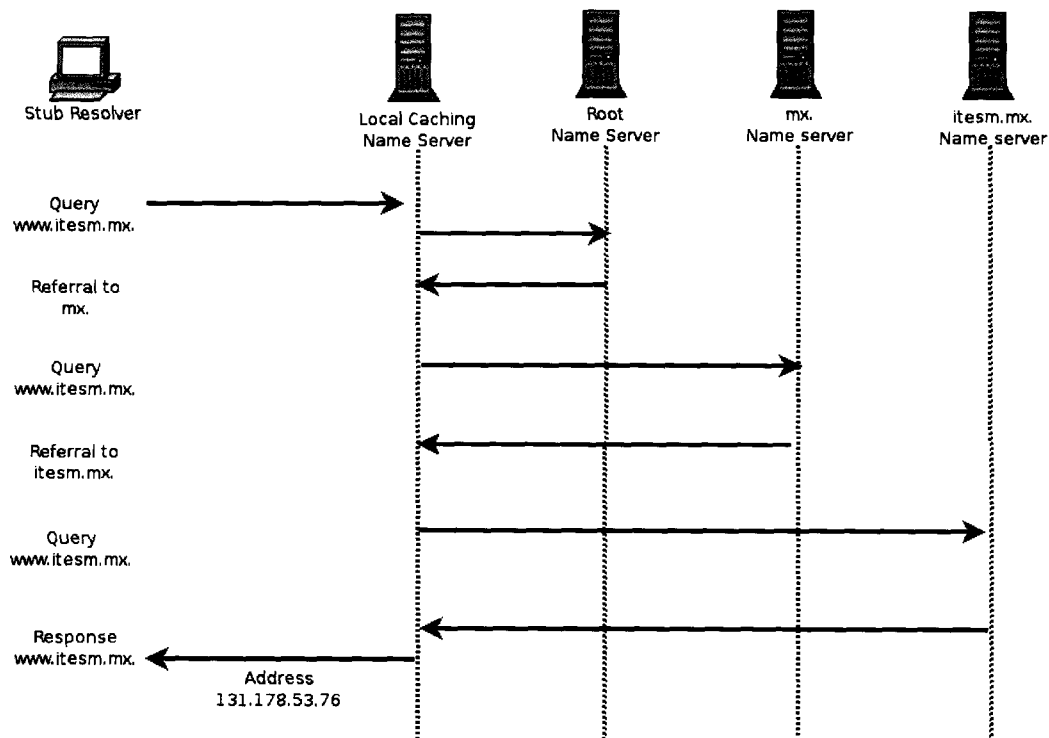 Stub Resolver
Local Caching
Name Server
Root
Name Server
mx.
Name server
itesm.mx.
Name server
Query
www.itesm.mx.
Referral to
mx.
Query
www.itesm.mx.
Referral to
itesm.mx.
Query
www.itesm.mx.
Response
www.itesm.mx.
Address
131.178.53.76